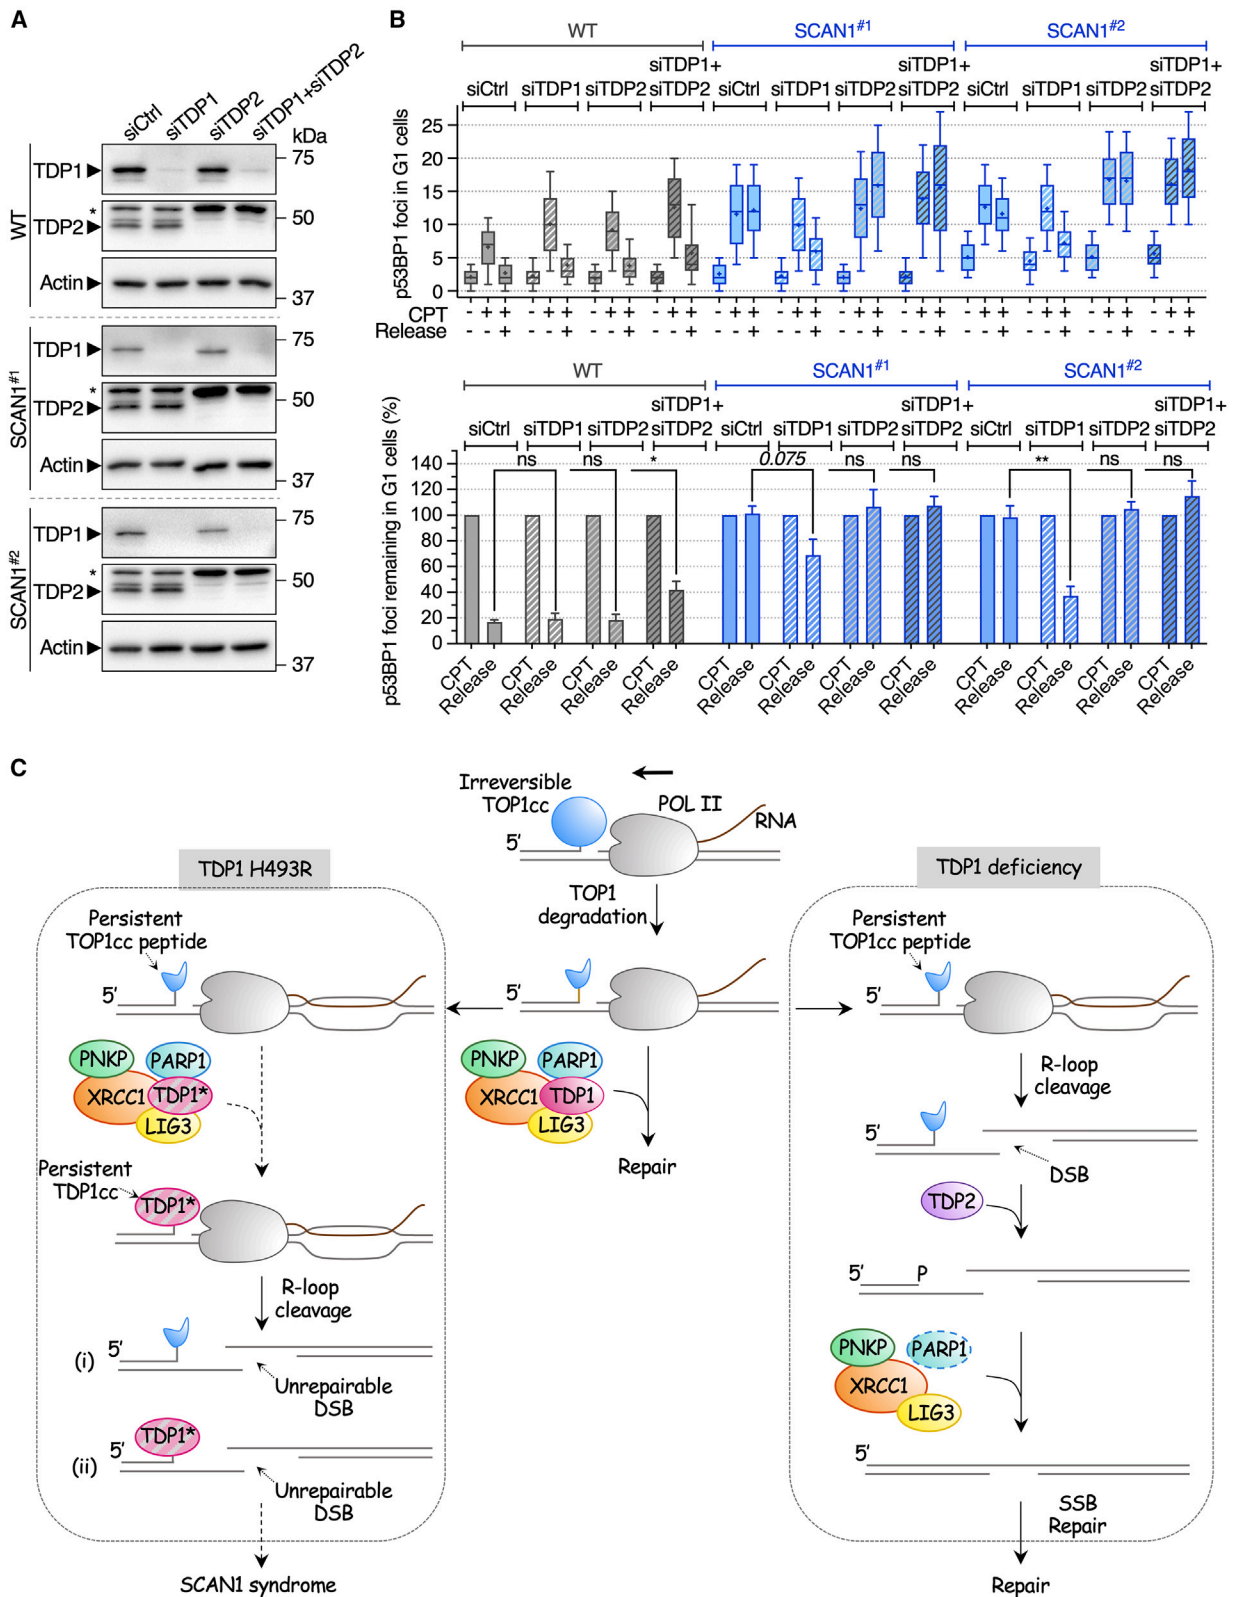 A
siCtrl
siTDP1
siTDP2
siTDP1+siTDP2
kDa
WT
TDP1
75
*
TDP2
50
Actin
37
SCAN1#1
TDP1
75
*
TDP2
50
Actin
37
SCAN1#2
TDP1
75
*
TDP2
50
Actin
37
B
WT SCAN1#1 SCAN1#2
siTDP1+ siTDP1+ siTDP1+
siCtrl siTDP1 siTDP2 siTDP2 siCtrl siTDP1 siTDP2 siTDP2 siCtrl siTDP1 siTDP2 siTDP2
p53BP1 foci in G1 cells
25
20
15
10
5
0
CPT - + + - + + - + + - + + - + + - + + - + + - + + - + + - + + - + + - + +
Release - - + - - + - - + - - + - - + - - + - - + - - + - - + - - + - - + - - +
WT SCAN1#1 SCAN1#2
siTDP1+ siTDP1+ siTDP1+
siCtrl siTDP1 siTDP2 siTDP2 siCtrl siTDP1 siTDP2 siTDP2 siCtrl siTDP1 siTDP2 siTDP2
p53BP1 foci remaining in G1 cells (%)
140
120
100
80
60
40
20
0
ns ns * 0.075 ns ns ** ns ns
CPT Release CPT Release CPT Release CPT Release CPT Release CPT Release CPT Release CPT Release CPT Release CPT Release CPT Release CPT Release
C
Irreversible
TOP1cc
POL II
RNA
5'
TOP1
degradation
5'
PNKP
PARP1
XRCC1
TDP1
LIG3
Repair
TDP1 H493R
Persistent
TOP1cc peptide
5'
PNKP
PARP1
XRCC1
TDP1*
LIG3
Persistent
TDP1cc
TDP1*
R-loop
cleavage
5'
(i)
Unrepairable
DSB
TDP1*
5'
(ii)
Unrepairable
DSB
SCAN1 syndrome
TDP1 deficiency
Persistent
TOP1cc peptide
5'
R-loop
cleavage
5'
DSB
TDP2
5'
P
PNKP
PARP1
XRCC1
LIG3
5'
SSB
Repair
Repair